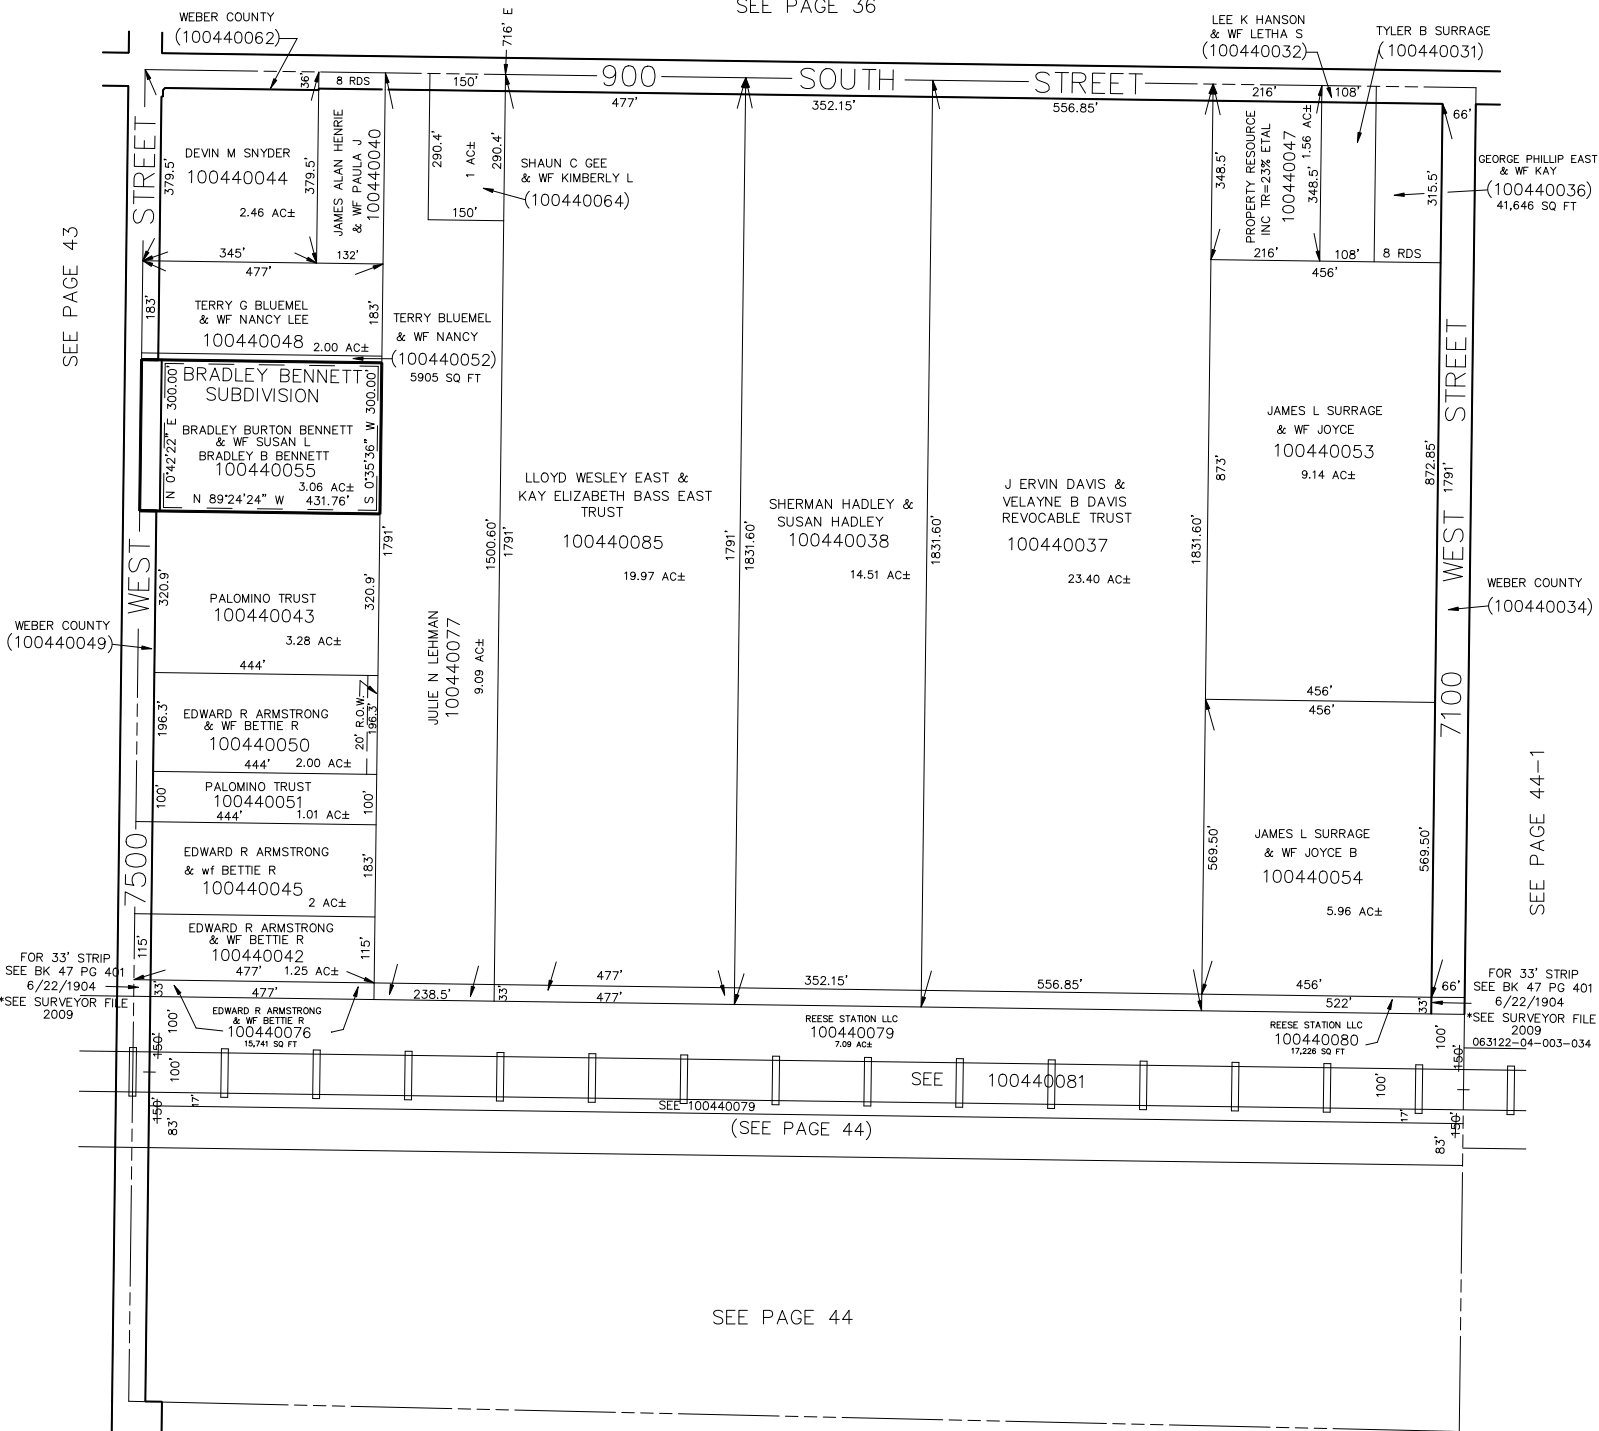 SEE PAGE 36
WEBER COUNTY
(100440062)
716' E
LEE K HANSON
& WF LETHA S
(100440032)
TYLER B SURRAGE
(100440031)
900 SOUTH STREET
36'
8 RDS
150'
477'
352.15'
556.85'
216'
108'
66'
STREET
379.5'
DEVIN M SNYDER
100440044
2.46 AC±
379.5'
JAMES ALAN HENRIE
& WF PAULA J
100440040
290.4'
1 AC±
290.4'
150'
SHAUN C GEE
& WF KIMBERLY L
(100440064)
348.5'
PROPERTY RESOURCE
INC TR=23% ETAL
100440047
1.56 AC±
348.5'
315.5'
GEORGE PHILLIP EAST
& WF KAY
(100440036)
41,646 SQ FT
SEE PAGE 43
345'
132'
477'
216'
108'
8 RDS
456'
183'
TERRY G BLUEMEL
& WF NANCY LEE
100440048
2.00 AC±
183'
TERRY BLUEMEL
& WF NANCY
(100440052)
5905 SQ FT
BRADLEY BENNETT
SUBDIVISION
N 0°42'22" E 300.00'
S 0°35'36" W 300.00'
BRADLEY BURTON BENNETT
& WF SUSAN L
BRADLEY B BENNETT
100440055
3.06 AC±
N 89°24'24" W 431.76'
JAMES L SURRAGE
& WF JOYCE
100440053
9.14 AC±
873'
872.85'
1791'
WEST STREET
LLOYD WESLEY EAST &
KAY ELIZABETH BASS EAST
TRUST
100440085
19.97 AC±
SHERMAN HADLEY &
SUSAN HADLEY
100440038
14.51 AC±
J ERVIN DAVIS &
VELAYNE B DAVIS
REVOCABLE TRUST
100440037
23.40 AC±
1791'
1500.60'
1791'
1791'
1831.60'
1831.60'
1831.60'
WEST
320.9'
PALOMINO TRUST
100440043
3.28 AC±
320.9'
444'
WEBER COUNTY
(100440049)
WEBER COUNTY
(100440034)
JULIE N LEHMAN
100440077
9.09 AC±
196.3'
EDWARD R ARMSTRONG
& WF BETTIE R
100440050
444'
2.00 AC±
20' R.O.W.
196.3'
456'
456'
7100
100'
PALOMINO TRUST
100440051
444'
1.01 AC±
100'
SEE PAGE 44-1
7500
EDWARD R ARMSTRONG
& wf BETTIE R
100440045
2 AC±
183'
569.50'
JAMES L SURRAGE
& WF JOYCE B
100440054
5.96 AC±
569.50'
115'
EDWARD R ARMSTRONG
& WF BETTIE R
100440042
477'
1.25 AC±
115'
FOR 33' STRIP
SEE BK 47 PG 401
6/22/1904
*SEE SURVEYOR FILE
2009
33'
477'
238.5'
33'
477'
477'
352.15'
556.85'
456'
66'
522'
33'
FOR 33' STRIP
SEE BK 47 PG 401
6/22/1904
*SEE SURVEYOR FILE
2009
063122-04-003-034
EDWARD R ARMSTRONG
& WF BETTIE R
100440076
15,741 SQ FT
REESE STATION LLC
100440079
7.09 AC±
REESE STATION LLC
100440080
17,226 SQ FT
100'
150'
100'
150'
83'
17'
SEE 100440081
SEE 100440079
100'
150'
100'
17'
150'
83'
(SEE PAGE 44)
SEE PAGE 44